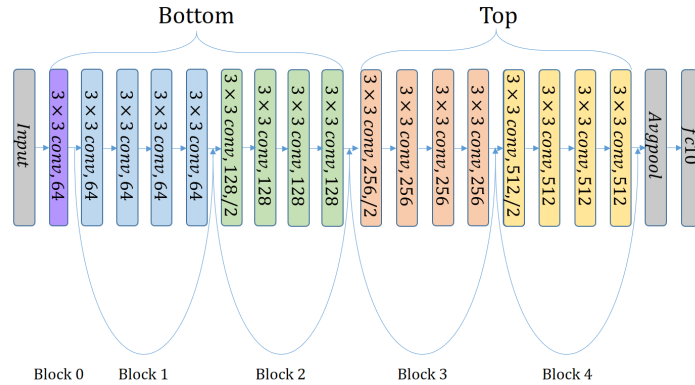 Bottom
Top
Input
3 × 3 conv, 64
3 × 3 conv, 64
3 × 3 conv, 64
3 × 3 conv, 64
3 × 3 conv, 64
3 × 3 conv, 128,/2
3 × 3 conv, 128
3 × 3 conv, 128
3 × 3 conv, 128
3 × 3 conv, 256,/2
3 × 3 conv, 256
3 × 3 conv, 256
3 × 3 conv, 256
3 × 3 conv, 512,/2
3 × 3 conv, 512
3 × 3 conv, 512
3 × 3 conv, 512
Avgpool
fc10
Block 0
Block 1
Block 2
Block 3
Block 4